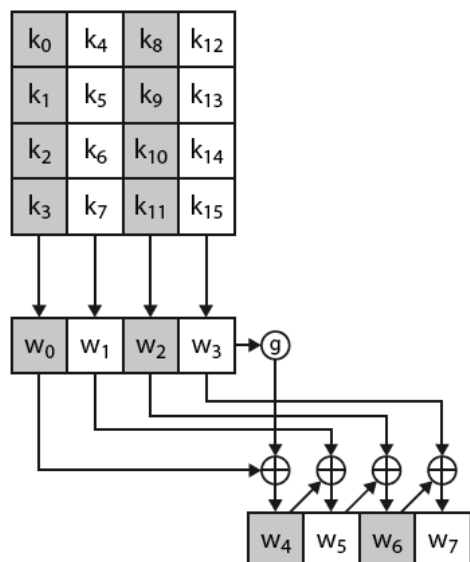 k₀ k₄ k₈ k₁₂
k₁ k₅ k₉ k₁₃
k₂ k₆ k₁₀ k₁₄
k₃ k₇ k₁₁ k₁₅
w₀ w₁ w₂ w₃ g
w₄ w₅ w₆ w₇